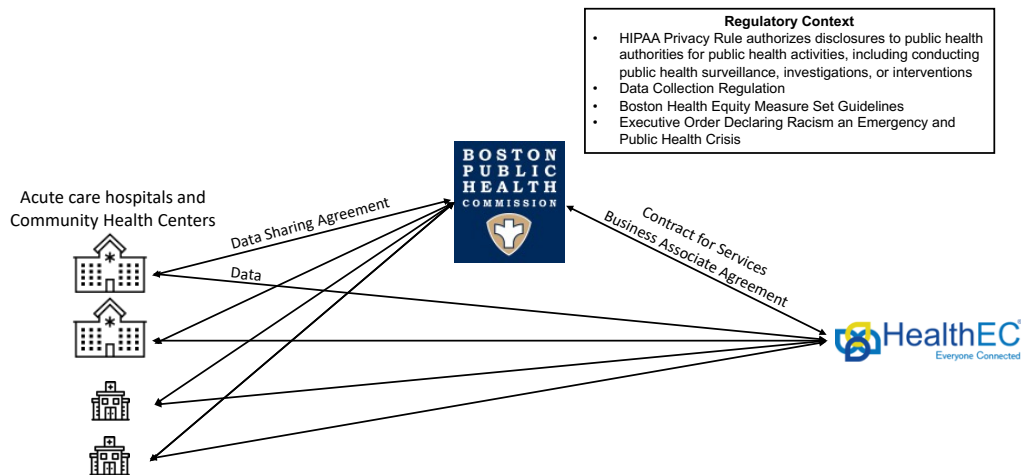 Regulatory Context
• HIPAA Privacy Rule authorizes disclosures to public health
authorities for public health activities, including conducting
public health surveillance, investigations, or interventions
• Data Collection Regulation
• Boston Health Equity Measure Set Guidelines
• Executive Order Declaring Racism an Emergency and
Public Health Crisis
BOSTON
PUBLIC
HEALTH
COMMISSION
Acute care hospitals and
Community Health Centers
Data Sharing Agreement
Data
Contract for Services
Business Associate Agreement
HealthEC®
Everyone Connected